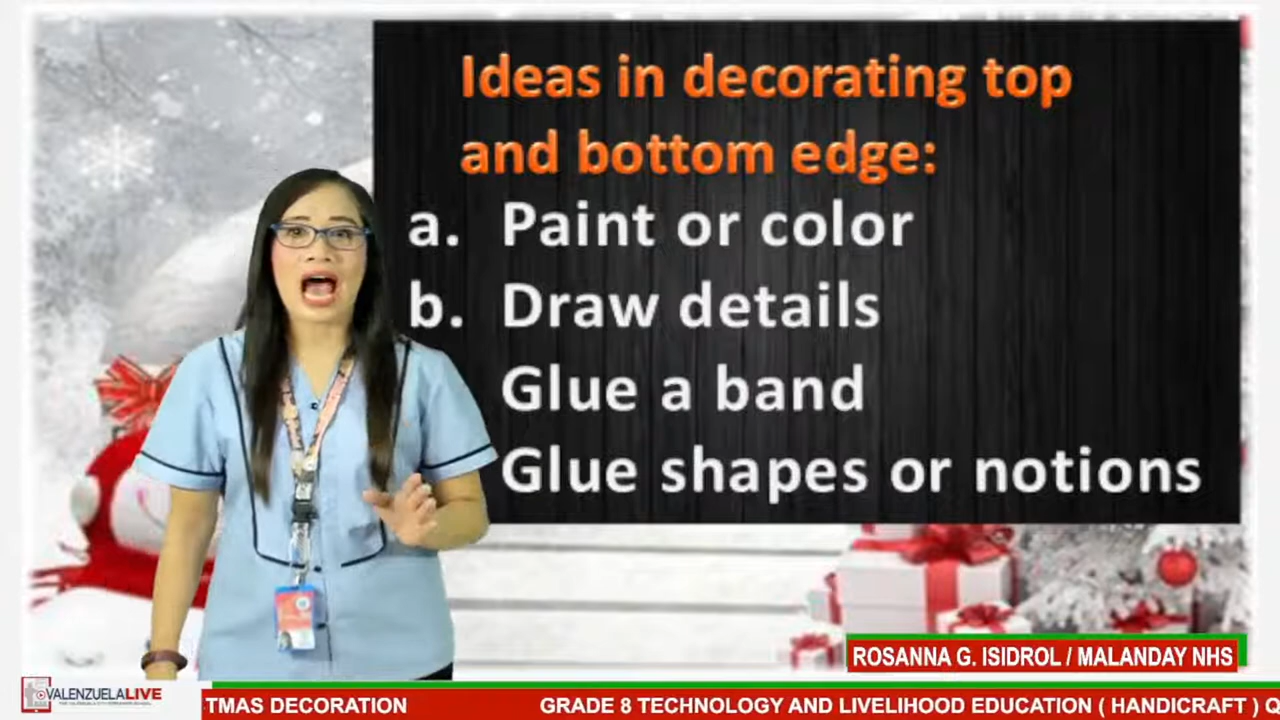 Ideas in decorating top
and bottom edge:
a. Paint or color
b. Draw details
Glue a band
Glue shapes or notions
ROSANNA G. ISIDROL / MALANDAY NHS
VALENZUELALIVE
TMAS DECORATION GRADE 8 TECHNOLOGY AND LIVELIHOOD EDUCATION ( HANDICRAFT ) Q